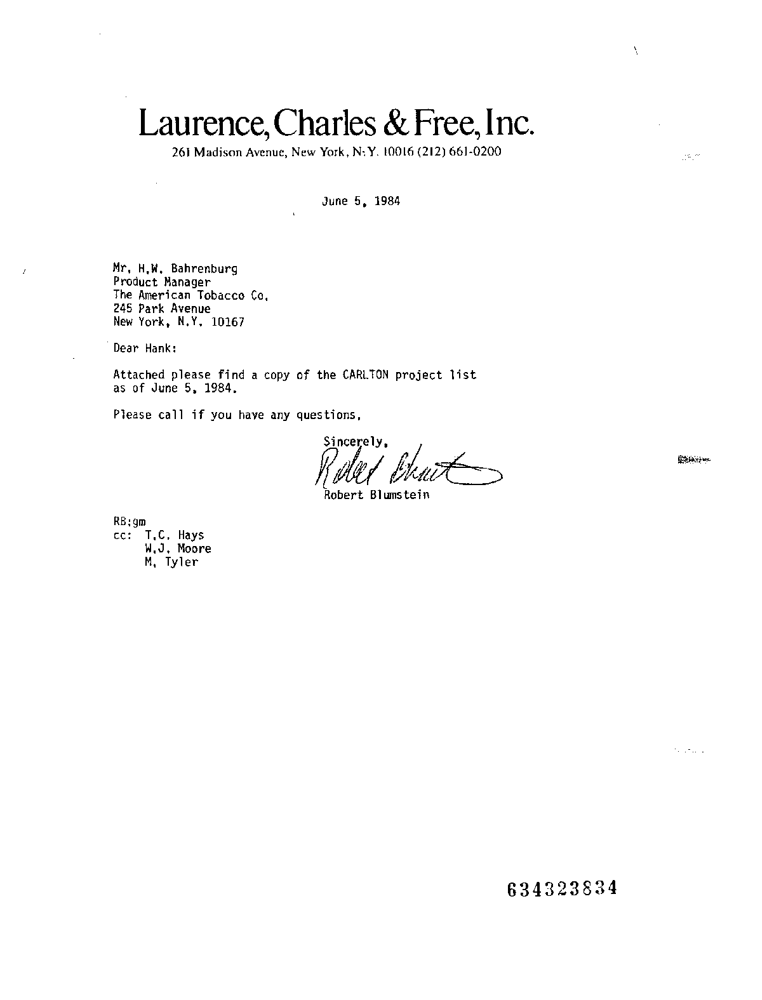 Laurence, Charles & Free, Inc.
261 Madison Avenue, New York, N.Y. 10016 (212) 661-0200
June 5, 1984
Mr. H.W. Bahrenburg
Product Manager
The American Tobacco Co.
245 Park Avenue
New York, N.Y. 10167
Dear Hank:
Attached please find a copy of the CARLTON project list
as of June 5, 1984.
Please call if you have any questions.
Sincerely,
Robert Blumstein
RB:gm
cc: T.C. Hays
W.J. Moore
M. Tyler
634323834